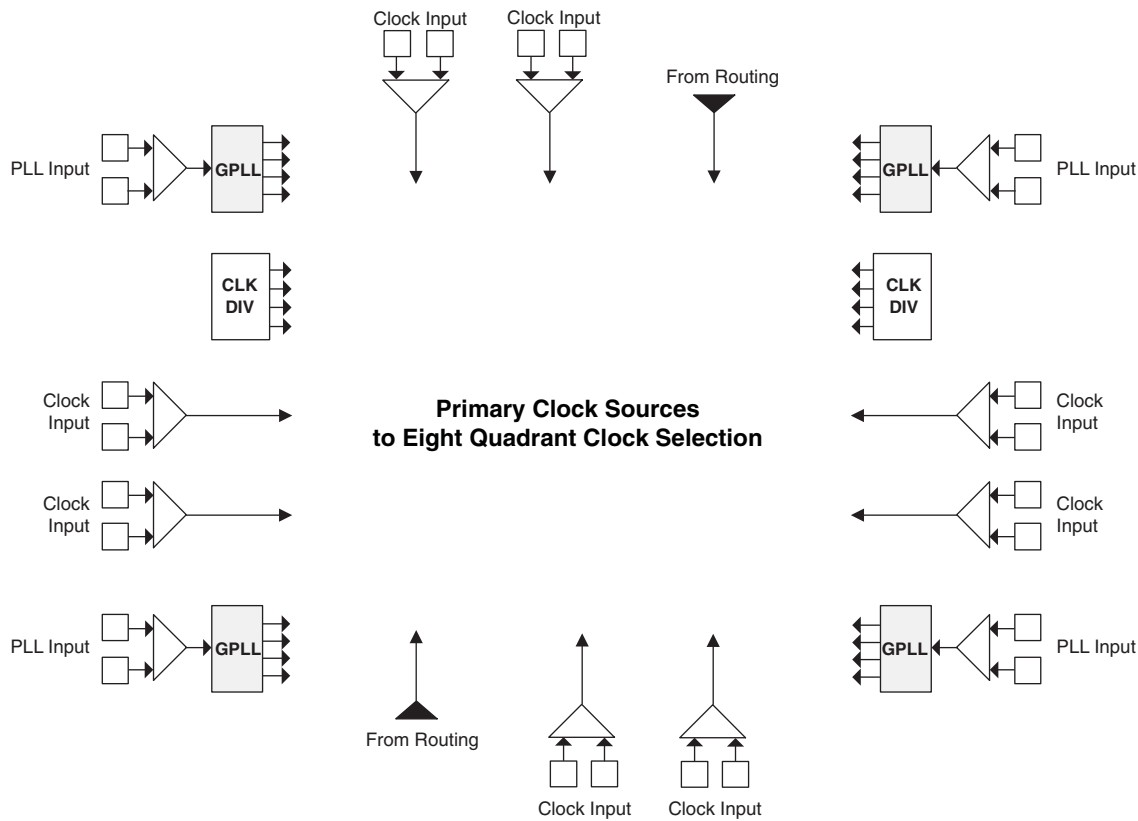 Clock Input
Clock Input
From Routing
PLL Input
GPLL
GPLL
PLL Input
CLK
DIV
CLK
DIV
Clock
Input
Primary Clock Sources
to Eight Quadrant Clock Selection
Clock
Input
Clock
Input
Clock
Input
PLL Input
GPLL
GPLL
PLL Input
From Routing
Clock Input
Clock Input